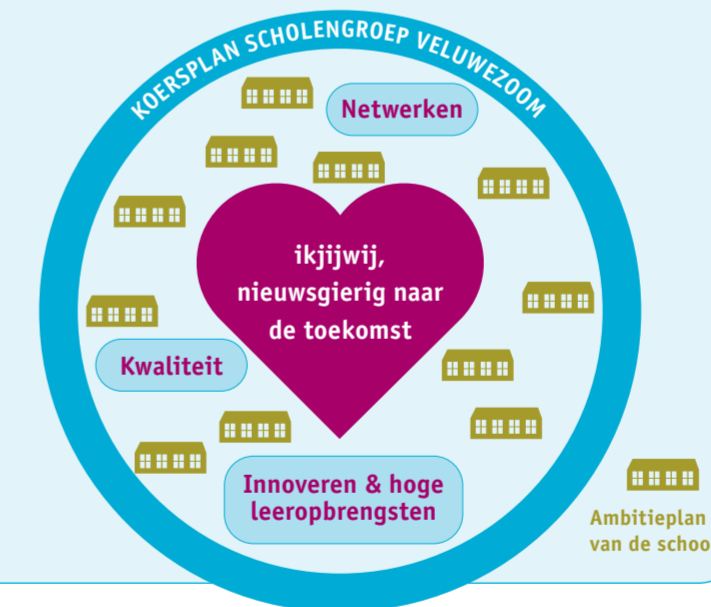 KOERSPLAN SCHOLENGROEP VELUWEZOOM
Netwerken
ikjijwij,
nieuwsgierig naar
de toekomst
Kwaliteit
Innoveren & hoge
leeropbrengsten
Ambitieplan
van de schoo